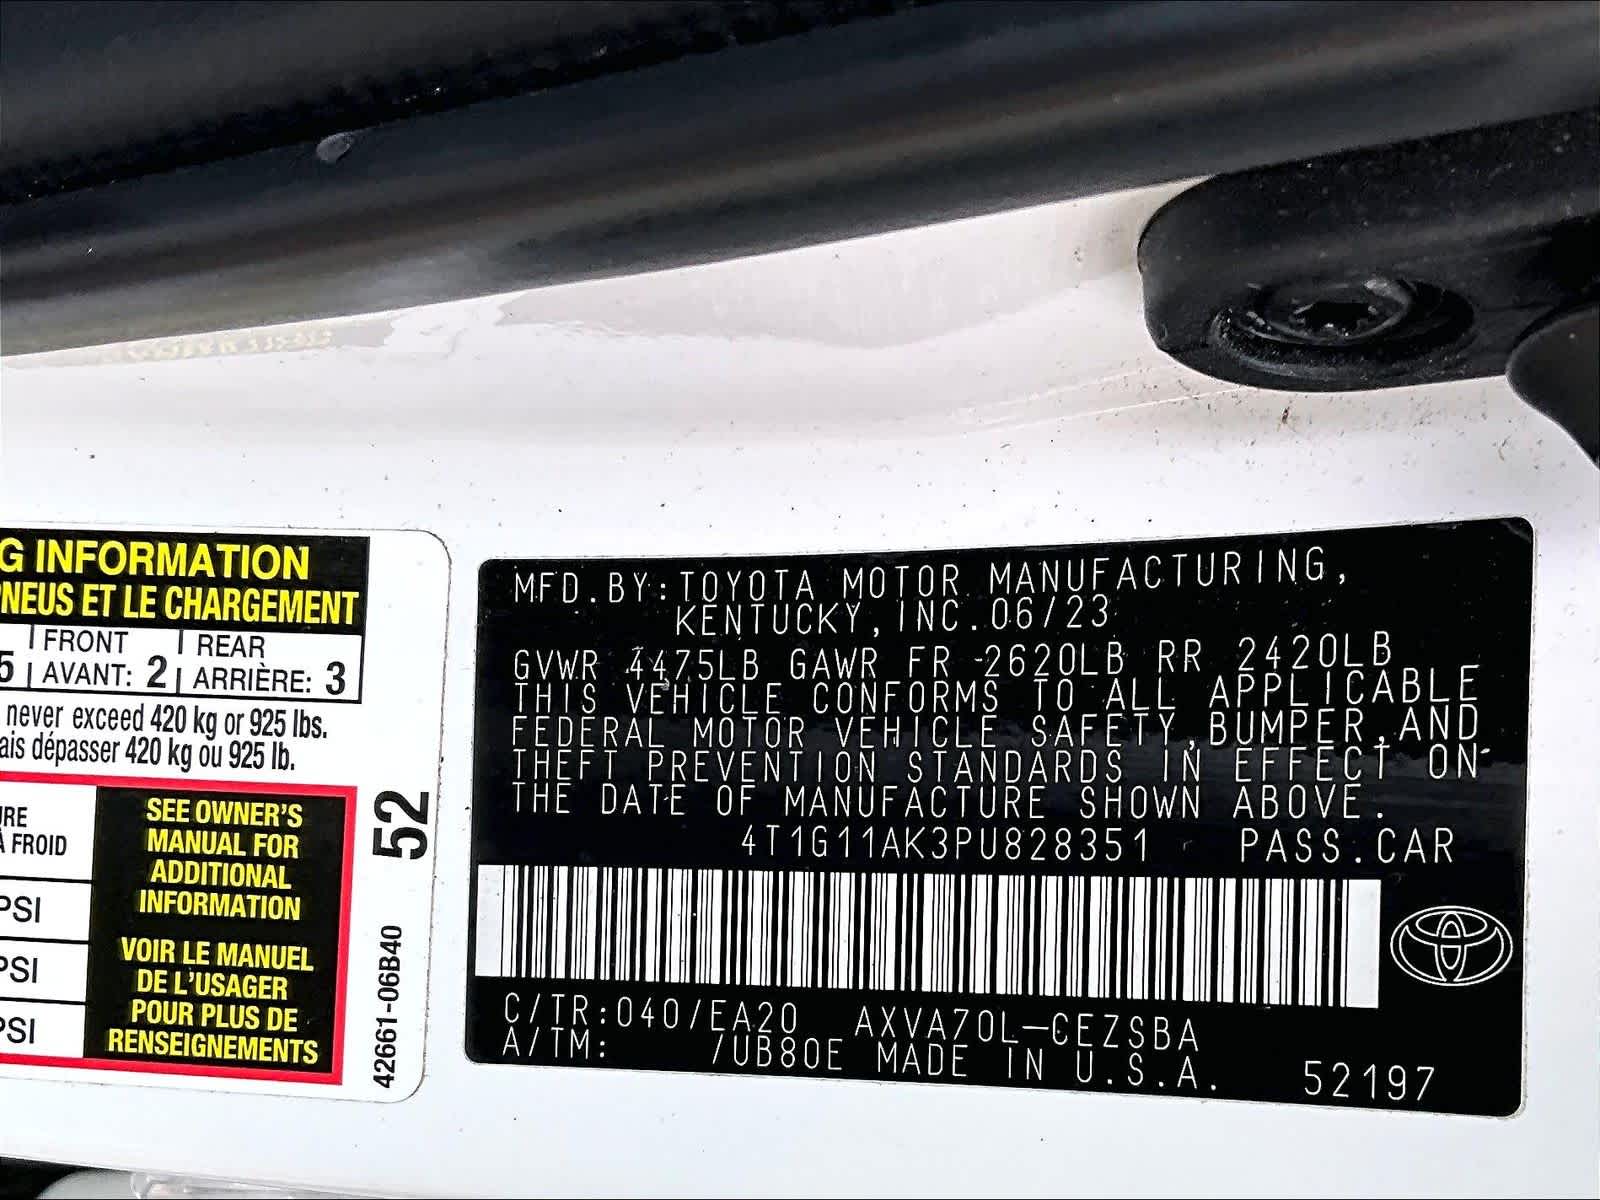 G INFORMATION
PNEUS ET LE CHARGEMENT
5 FRONT AVANT: 2 REAR ARRIÈRE: 3
never exceed 420 kg or 925 lbs.
ais dépasser 420 kg ou 925 lb.
URE
À FROID
PSI
PSI
PSI
SEE OWNER'S
MANUAL FOR
ADDITIONAL
INFORMATION
VOIR LE MANUEL
DE L'USAGER
POUR PLUS DE
RENSEIGNEMENTS
52
42661-06B40
MFD.BY:TOYOTA MOTOR MANUFACTURING,
KENTUCKY,INC.06/23
GVWR 4475LB GAWR FR 2620LB RR 2420LB
THIS VEHICLE CONFORMS TO ALL APPLICABLE
FEDERAL MOTOR VEHICLE SAFETY,BUMPER,AND
THEFT PREVENTION STANDARDS IN EFFECT ON
THE DATE OF MANUFACTURE SHOWN ABOVE.
4T1G11AK3PU828351 PASS.CAR
C/TR:040/EA20 AXVA70L-CEZSBA
A/TM: /UB80E MADE IN U.S.A. 52197